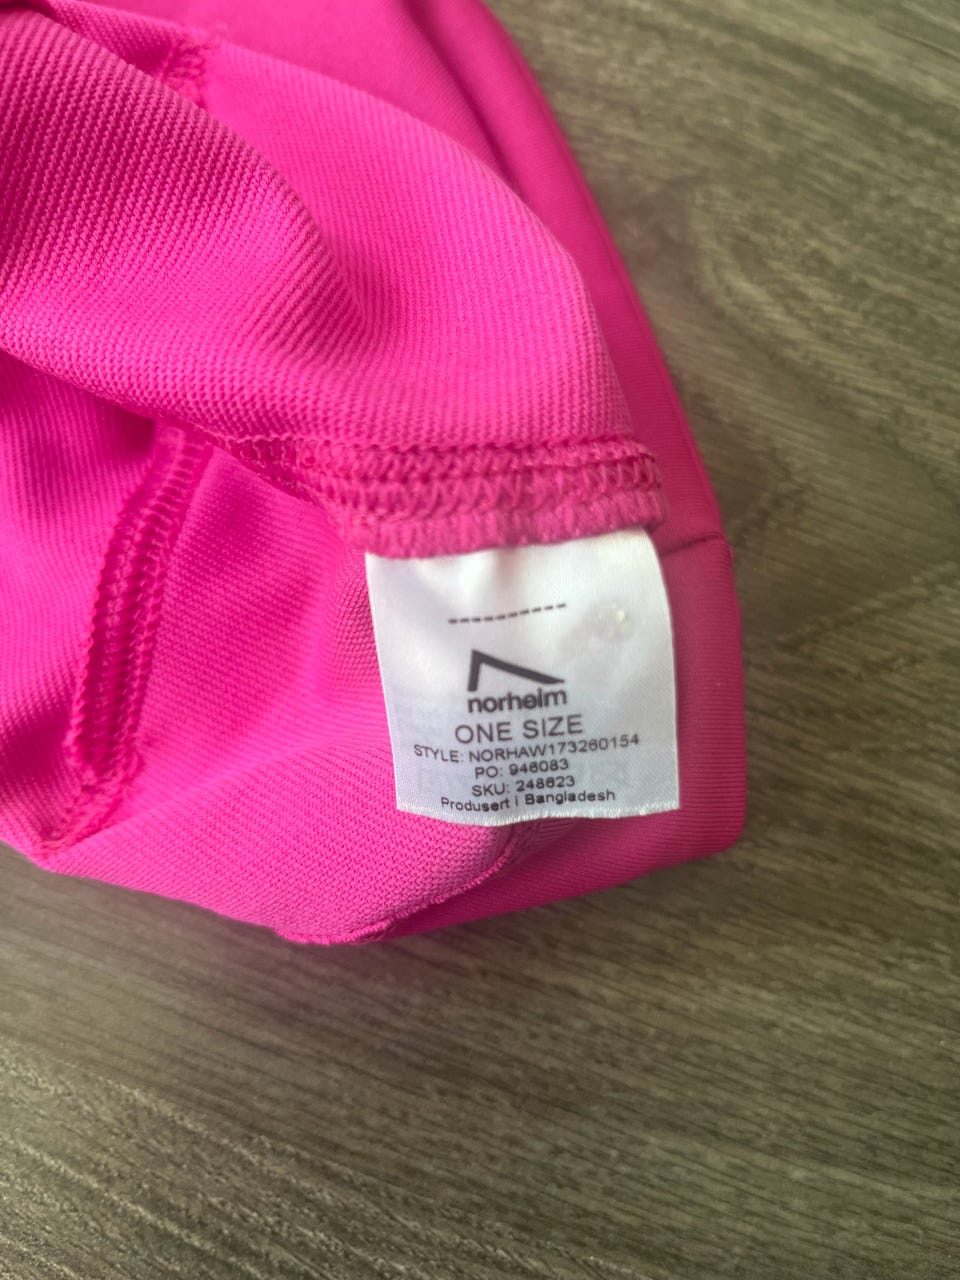 ----------
norheim
ONE SIZE
STYLE: NORHAW173260154
PO: 946083
SKU: 248623
Produsert i Bangladesh